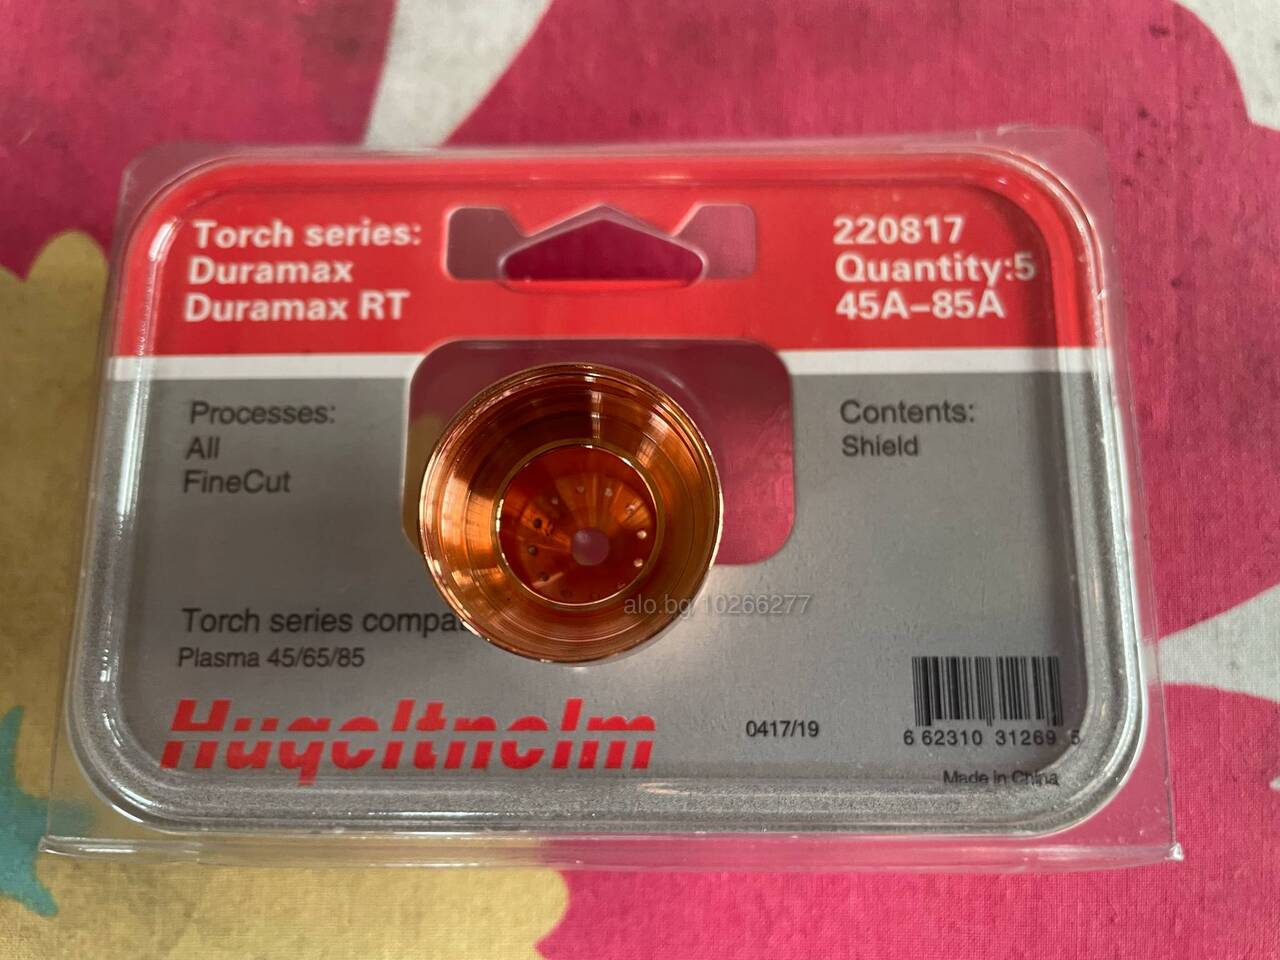 Torch series:
Duramax
Duramax RT
220817
Quantity:5
45A-85A
Processes:
All
FineCut
Contents:
Shield
Torch series compat
Plasma 45/65/85
alo.bg/10266277
Hugeltnelm
0417/19
6 62310 31269 5
Made in China